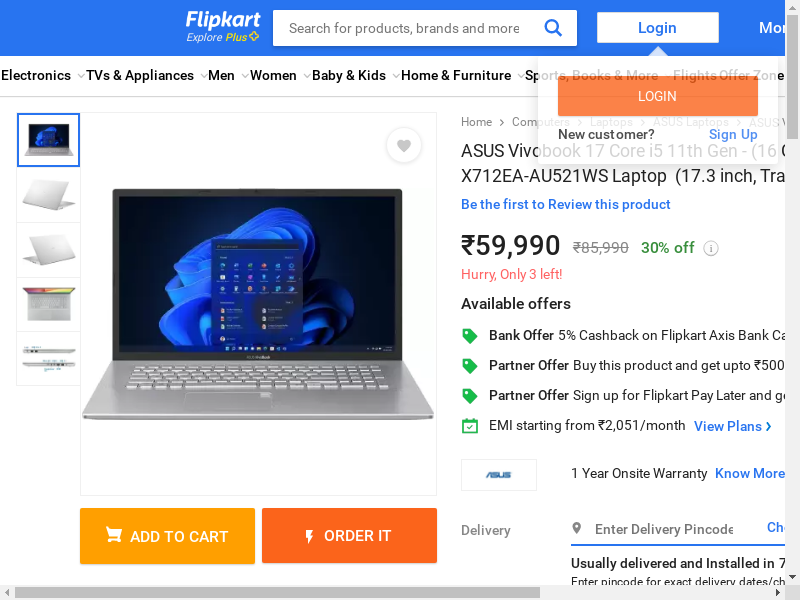 Flipkart
Explore Plus
Search for products, brands and more
Login
Electronics
TVs & Appliances
Men
Women
Baby & Kids
Home & Furniture
Sports, Books & More
Flights
Offer Zone
LOGIN
New customer? Sign Up
Home
Computers
Laptops
ASUS Laptops
ASUS
ASUS Vivobook 17 Core i5 11th Gen - (16
X712EA-AU521WS Laptop (17.3 inch,
Be the first to Review this product
₹59,990 ₹85,990 30% off
Hurry, Only 3 left!
Available offers
Bank Offer 5% Cashback on Flipkart Axis Bank
Partner Offer Buy this product and get upto ₹500
Partner Offer Sign up for Flipkart Pay Later and
EMI starting from ₹2,051/month View Plans
ASUS
1 Year Onsite Warranty Know More
Delivery
Enter Delivery Pincode
Usually delivered and Installed in 7
Enter pincode for exact delivery
ADD TO CART
ORDER IT